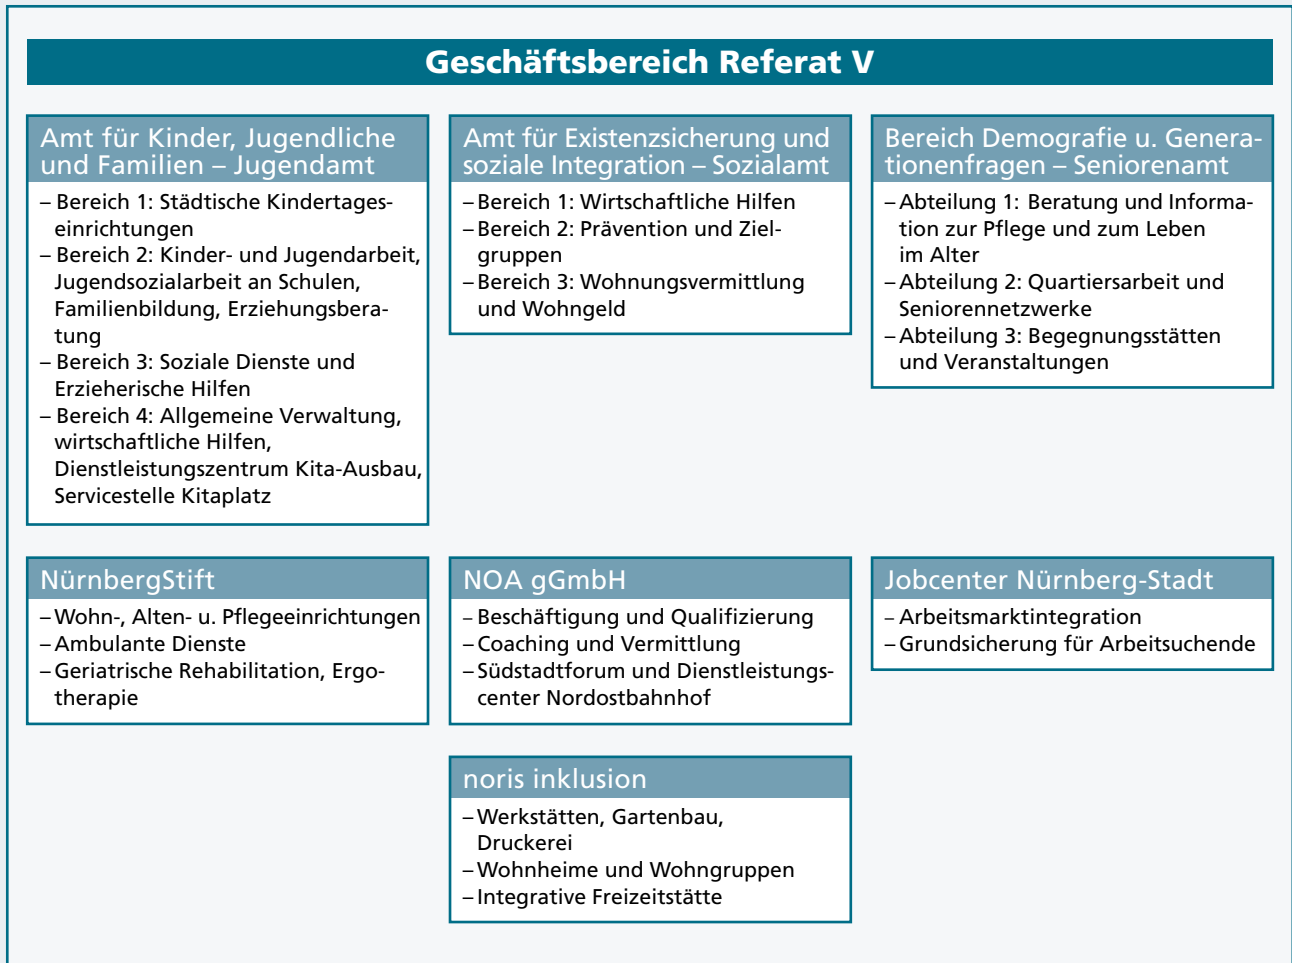 Geschäftsbereich Referat V
Amt für Kinder, Jugendliche
und Familien – Jugendamt
– Bereich 1: Städtische Kindertages-
einrichtungen
– Bereich 2: Kinder- und Jugendarbeit,
Jugendsozialarbeit an Schulen,
Familienbildung, Erziehungsbera-
tung
– Bereich 3: Soziale Dienste und
Erzieherische Hilfen
– Bereich 4: Allgemeine Verwaltung,
wirtschaftliche Hilfen,
Dienstleistungszentrum Kita-Ausbau,
Servicestelle Kitaplatz
Amt für Existenzsicherung und
soziale Integration – Sozialamt
– Bereich 1: Wirtschaftliche Hilfen
– Bereich 2: Prävention und Ziel-
gruppen
– Bereich 3: Wohnungsvermittlung
und Wohngeld
Bereich Demografie u. Genera-
tionenfragen – Seniorenamt
– Abteilung 1: Beratung und Informa-
tion zur Pflege und zum Leben
im Alter
– Abteilung 2: Quartiersarbeit und
Seniorennetzwerke
– Abteilung 3: Begegnungsstätten
und Veranstaltungen
NürnbergStift
– Wohn-, Alten- u. Pflegeeinrichtungen
– Ambulante Dienste
– Geriatrische Rehabilitation, Ergo-
therapie
NOA gGmbH
– Beschäftigung und Qualifizierung
– Coaching und Vermittlung
– Südstadtforum und Dienstleistungs-
center Nordostbahnhof
Jobcenter Nürnberg-Stadt
– Arbeitsmarktintegration
– Grundsicherung für Arbeitsuchende
noris inklusion
– Werkstätten, Gartenbau,
Druckerei
– Wohnheime und Wohngruppen
– Integrative Freizeitstätte